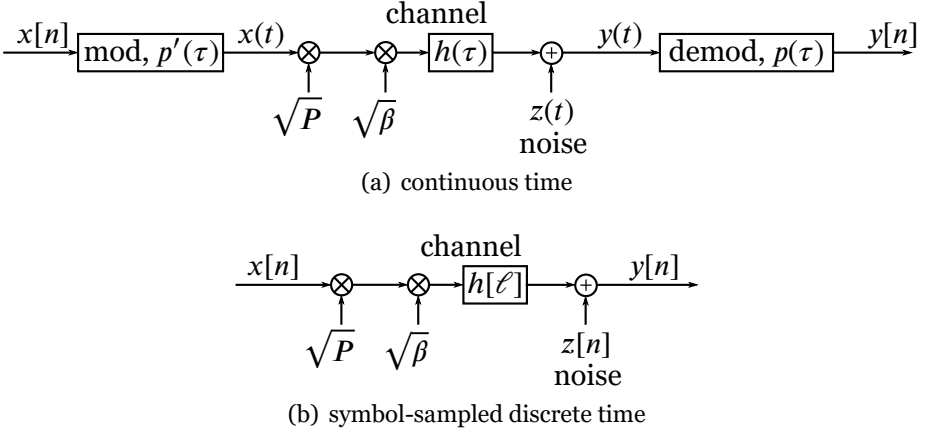 channel
x[n] mod, p′(τ) x(t) h(τ) y(t) demod, p(τ) y[n]
√P √β z(t)
noise
(a) continuous time
channel
x[n] h[ℓ] y[n]
√P √β z[n]
noise
(b) symbol-sampled discrete time